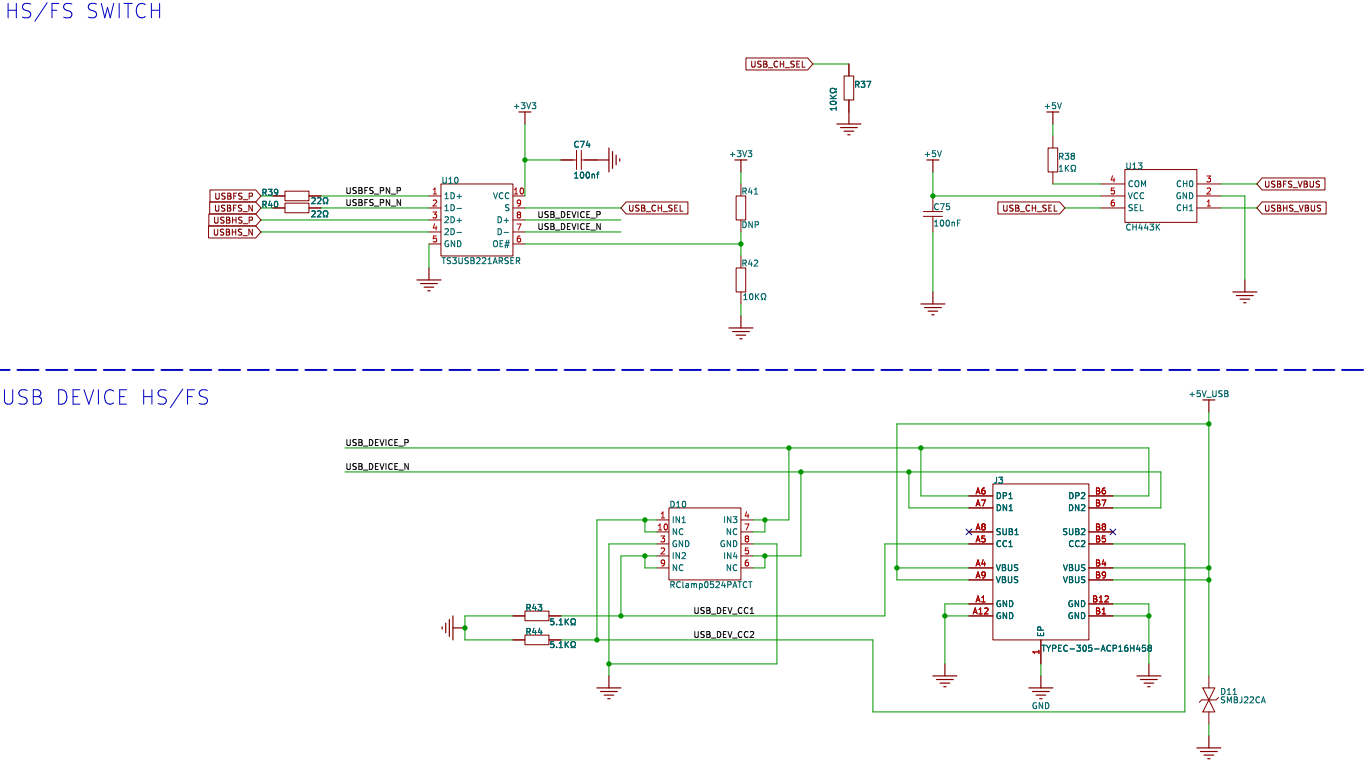 HS/FS SWITCH
USB_CH_SEL
R37
10KΩ
+3V3
C74
100nf
+3V3
R41
DNP
R42
10KΩ
USBFS_P
R39
22Ω
USBFS_PN_P
USBFS_N
R40
22Ω
USBFS_PN_N
USBHS_P
USBHS_N
U10
1 1D+ VCC 10
2 1D- S 9
3 2D+ D+ 8
4 2D- D- 7
5 GND OE# 6
TS3USB221ARSER
USB_CH_SEL
USB_DEVICE_P
USB_DEVICE_N
+5V
C75
100nF
+5V
R38
1KΩ
U13
4 COM CH0 3
5 VCC GND 2
6 SEL CH1 1
CH443K
USB_CH_SEL
USBFS_VBUS
USBHS_VBUS
USB DEVICE HS/FS
+5V_USB
USB_DEVICE_P
USB_DEVICE_N
D10
1 IN1 IN3 4
10 NC NC 7
3 GND GND 8
2 IN2 IN4 5
9 NC NC 6
RClamp0524PATCT
R43
5.1KΩ
USB_DEV_CC1
R44
5.1KΩ
USB_DEV_CC2
J3
A6 DP1 DP2 B6
A7 DN1 DN2 B7
A8 SUB1 SUB2 B8
A5 CC1 CC2 B5
A4 VBUS VBUS B4
A9 VBUS VBUS B9
A1 GND GND B12
A12 GND GND B1
EP
1
TYPEC-305-ACP16H458
GND
D11
SMBJ22CA